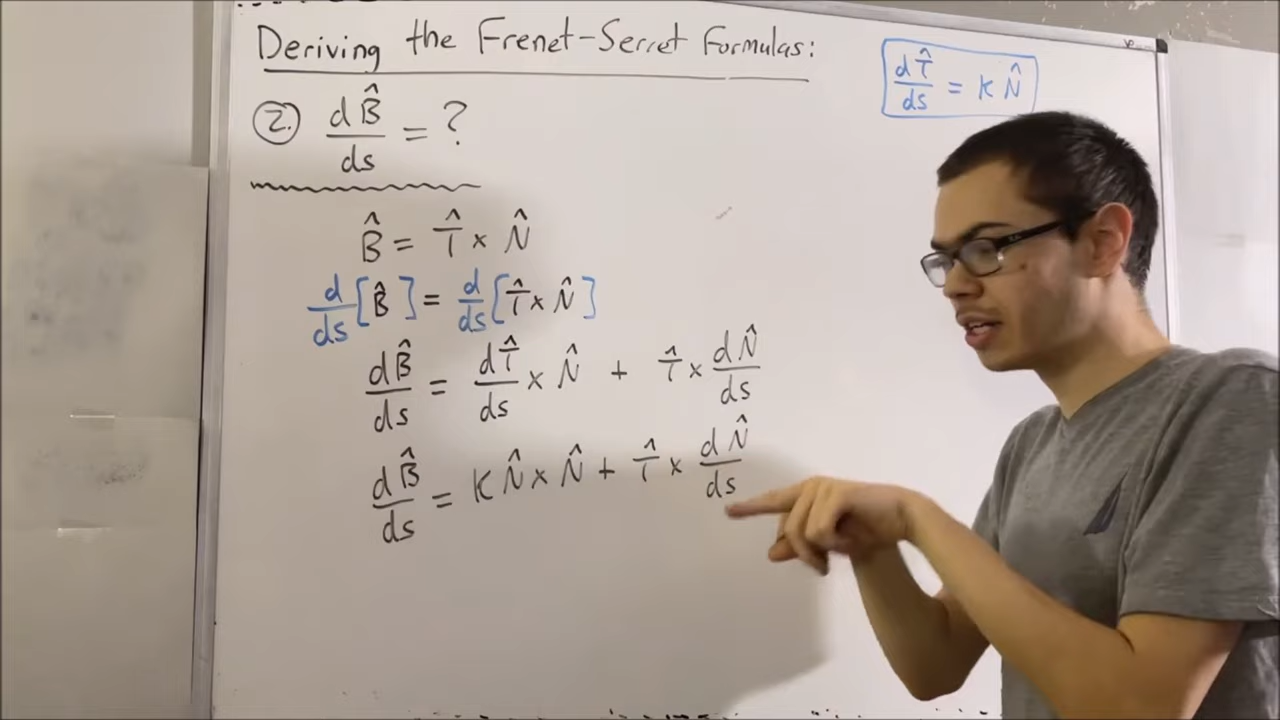 Deriving the Frenet-Serret Formulas:
dT̂/ds = K N̂
2. dB̂/ds = ?
B̂ = T̂ × N̂
d/ds [B̂] = d/ds [T̂ × N̂]
dB̂/ds = dT̂/ds × N̂ + T̂ × dN̂/ds
dB̂/ds = K N̂ × N̂ + T̂ × dN̂/ds